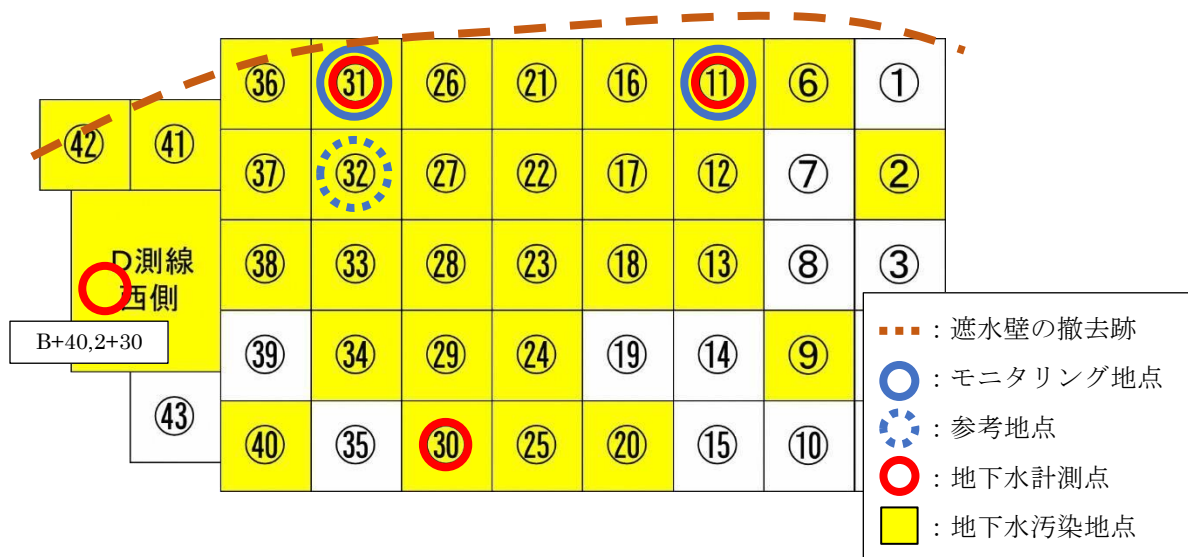 ㊱ ㉛ ㉖ ㉑ ⑯ ⑪ ⑥ ①
㊷ ㊶
㊲ ㉜ ㉗ ㉒ ⑰ ⑫ ⑦ ②
D測線
西側
㊳ ㉝ ㉘ ㉓ ⑱ ⑬ ⑧ ③
B+40,2+30
㊴ ㉞ ㉙ ㉔ ⑲ ⑭ ⑨
㊸
㊵ ㉟ ㉚ ㉕ ⑳ ⑮ ⑩
：遮水壁の撤去跡
：モニタリング地点
：参考地点
：地下水計測点
：地下水汚染地点